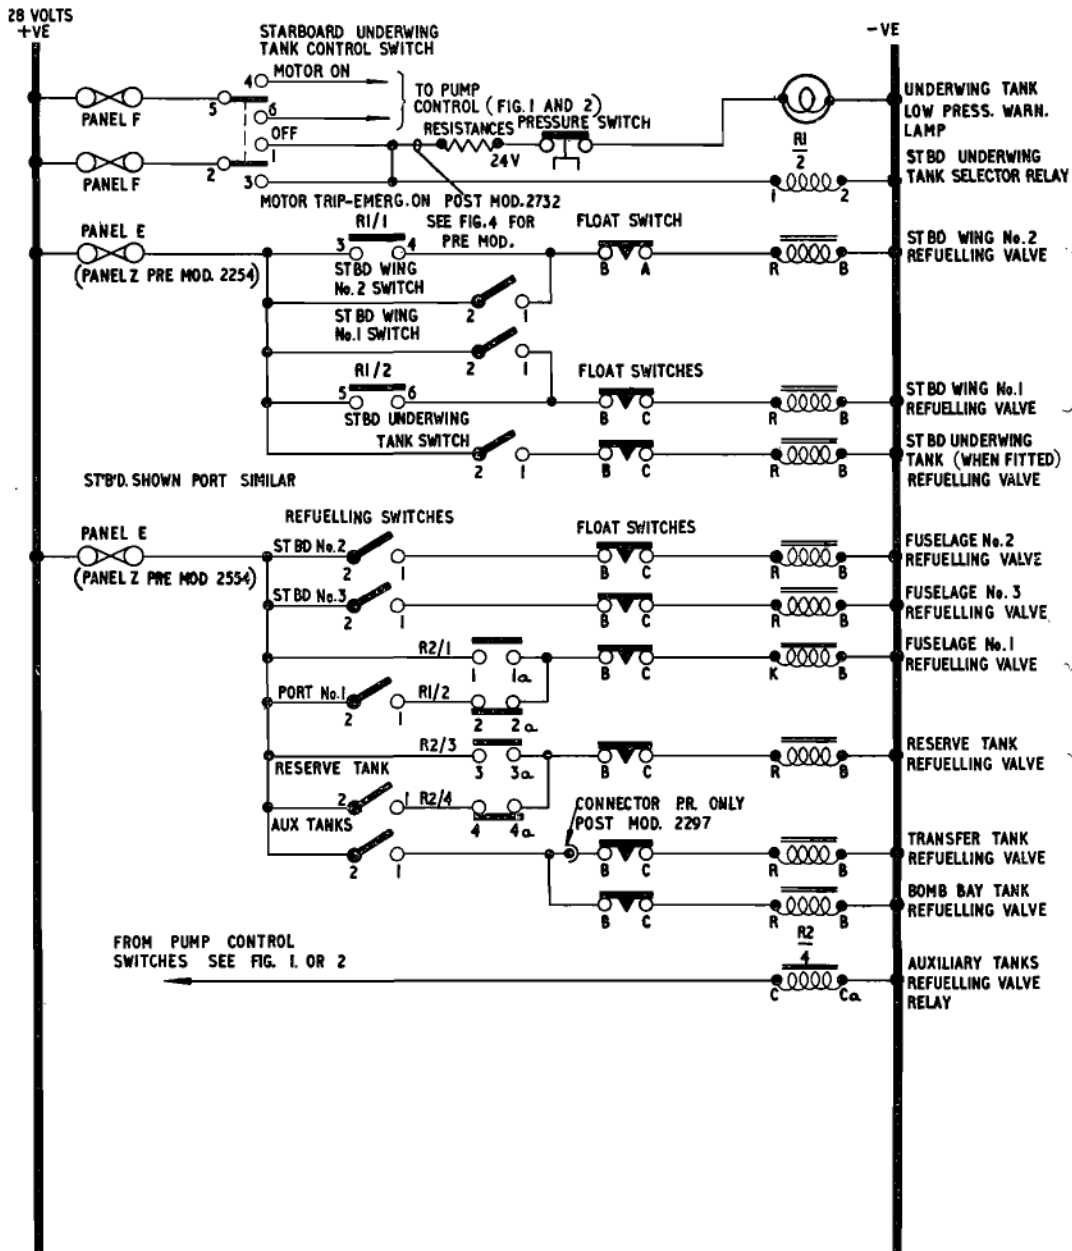 28 VOLTS
+VE
-VE
STARBOARD UNDERWING
TANK CONTROL SWITCH
4 MOTOR ON
5
6
TO PUMP
CONTROL (FIG. 1 AND 2)
PANEL F
OFF
1
RESISTANCES PRESSURE SWITCH
24V
UNDERWING TANK
LOW PRESS. WARN.
LAMP
PANEL F
2
3
MOTOR TRIP-EMERG. ON POST MOD. 2732
SEE FIG. 4 FOR
PRE MOD.
R1
2
1 2
STBD UNDERWING
TANK SELECTOR RELAY
PANEL E
(PANEL Z PRE MOD. 2254)
R1/1
3 4
FLOAT SWITCH
B A
R B
STBD WING No.2
REFUELLING VALVE
STBD WING
No. 2 SWITCH
2 1
STBD WING
No. 1 SWITCH
2 1
R1/2
5 6
FLOAT SWITCHES
B C
R B
STBD WING No. 1
REFUELLING VALVE
STBD UNDERWING
TANK SWITCH
2 1
B C
R B
STBD UNDERWING
TANK (WHEN FITTED)
REFUELLING VALVE
ST'B'D. SHOWN PORT SIMILAR
PANEL E
(PANEL Z PRE MOD 2554)
REFUELLING SWITCHES
FLOAT SWITCHES
STBD No. 2
2 1
B C
R B
FUSELAGE No. 2
REFUELLING VALVE
STBD No. 3
2 1
B C
R B
FUSELAGE No. 3
REFUELLING VALVE
R2/1
1 1a
B C
K B
FUSELAGE No. 1
REFUELLING VALVE
PORT No. 1
2 1
R1/2
2 2a
R2/3
3 3a
B C
R B
RESERVE TANK
REFUELLING VALVE
RESERVE TANK
2 1
R2/4
4 4a
CONNECTOR P.R. ONLY
POST MOD. 2297
AUX TANKS
2 1
B C
R B
TRANSFER TANK
REFUELLING VALVE
B C
R B
BOMB BAY TANK
REFUELLING VALVE
FROM PUMP CONTROL
SWITCHES SEE FIG. 1. OR 2
R2
4
C Ca
AUXILIARY TANKS
REFUELLING VALVE
RELAY